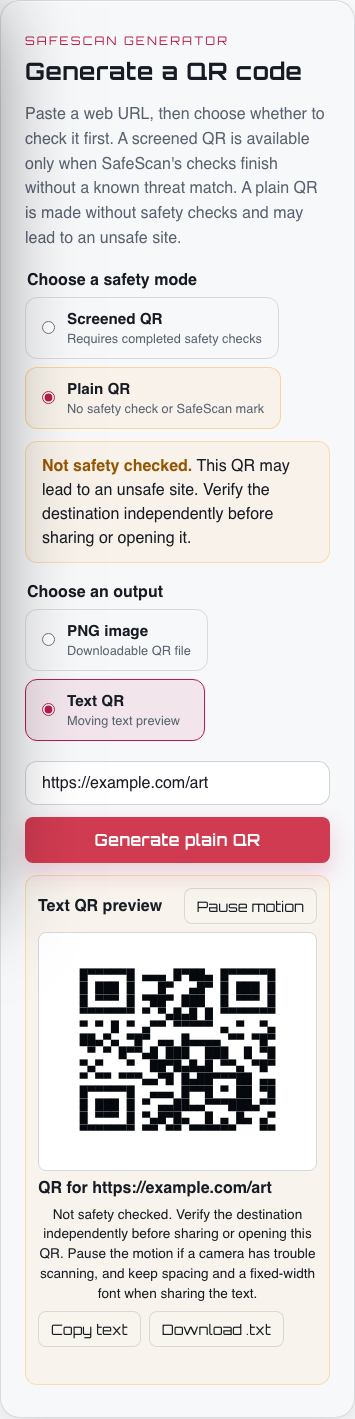 SAFESCAN GENERATOR
Generate a QR code
Paste a web URL, then choose whether to
check it first. A screened QR is available
only when SafeScan's checks finish
without a known threat match. A plain QR
is made without safety checks and may
lead to an unsafe site.
Choose a safety mode
Screened QR
Requires completed safety checks
Plain QR
No safety check or SafeScan mark
Not safety checked. This QR may
lead to an unsafe site. Verify the
destination independently before
sharing or opening it.
Choose an output
PNG image
Downloadable QR file
Text QR
Moving text preview
https://example.com/art
Generate plain QR
Text QR preview
Pause motion
QR for https://example.com/art
Not safety checked. Verify the destination
independently before sharing or opening this
QR. Pause the motion if a camera has trouble
scanning, and keep spacing and a fixed-width
font when sharing the text.
Copy text
Download .txt